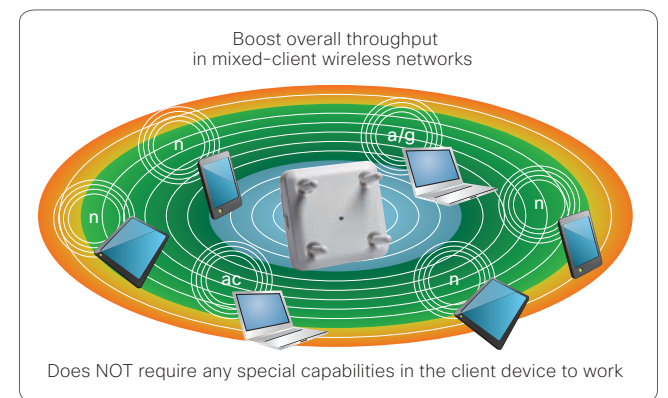 Boost overall throughput
in mixed-client wireless networks
n
a/g
n
n
ac
n
Does NOT require any special capabilities in the client device to work